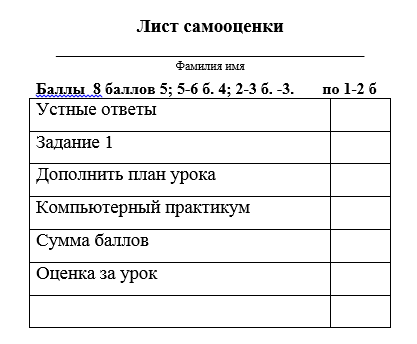 Лист самооценки
Фамилия имя
Баллы 8 баллов 5; 5-6 б. 4; 2-3 б. -3. по 1-2 б
Устные ответы
Задание 1
Дополнить план урока
Компьютерный практикум
Сумма баллов
Оценка за урок